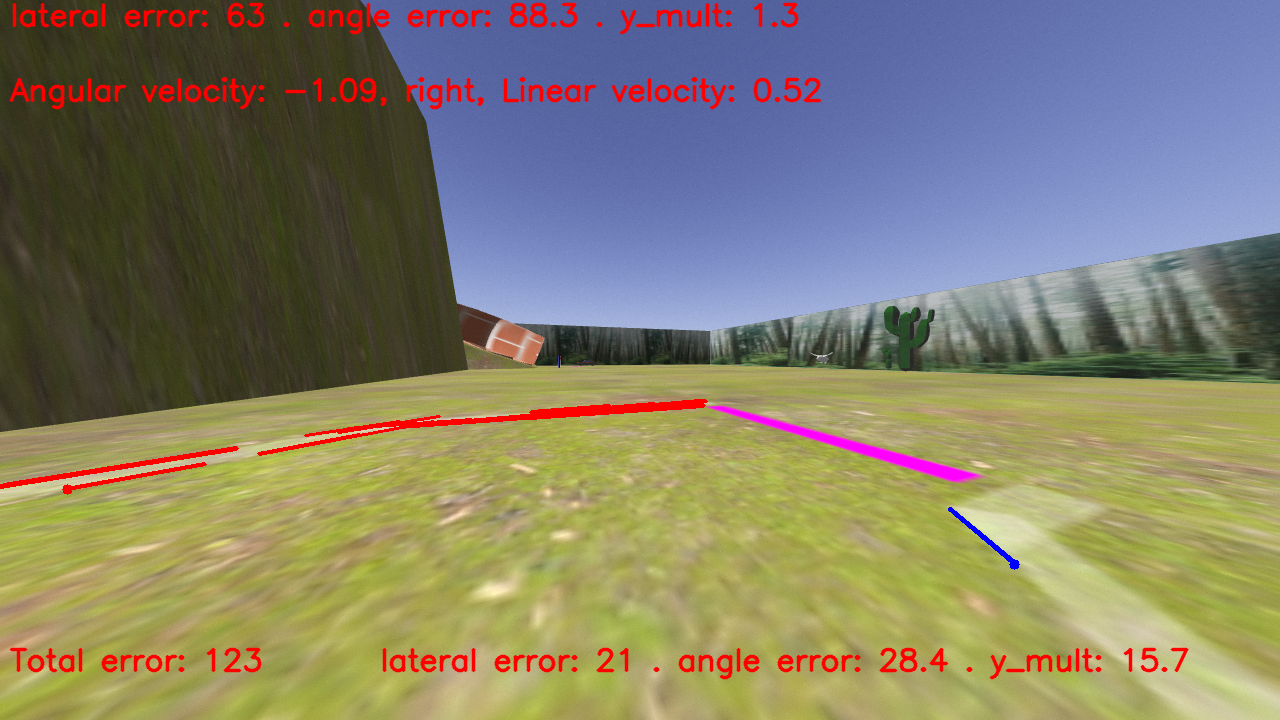 lateral error: 63 . angle error: 88.3 . y_mult: 1.3
Angular velocity: -1.09, right, Linear velocity: 0.52
Total error: 123
lateral error: 21 . angle error: 28.4 . y_mult: 15.7